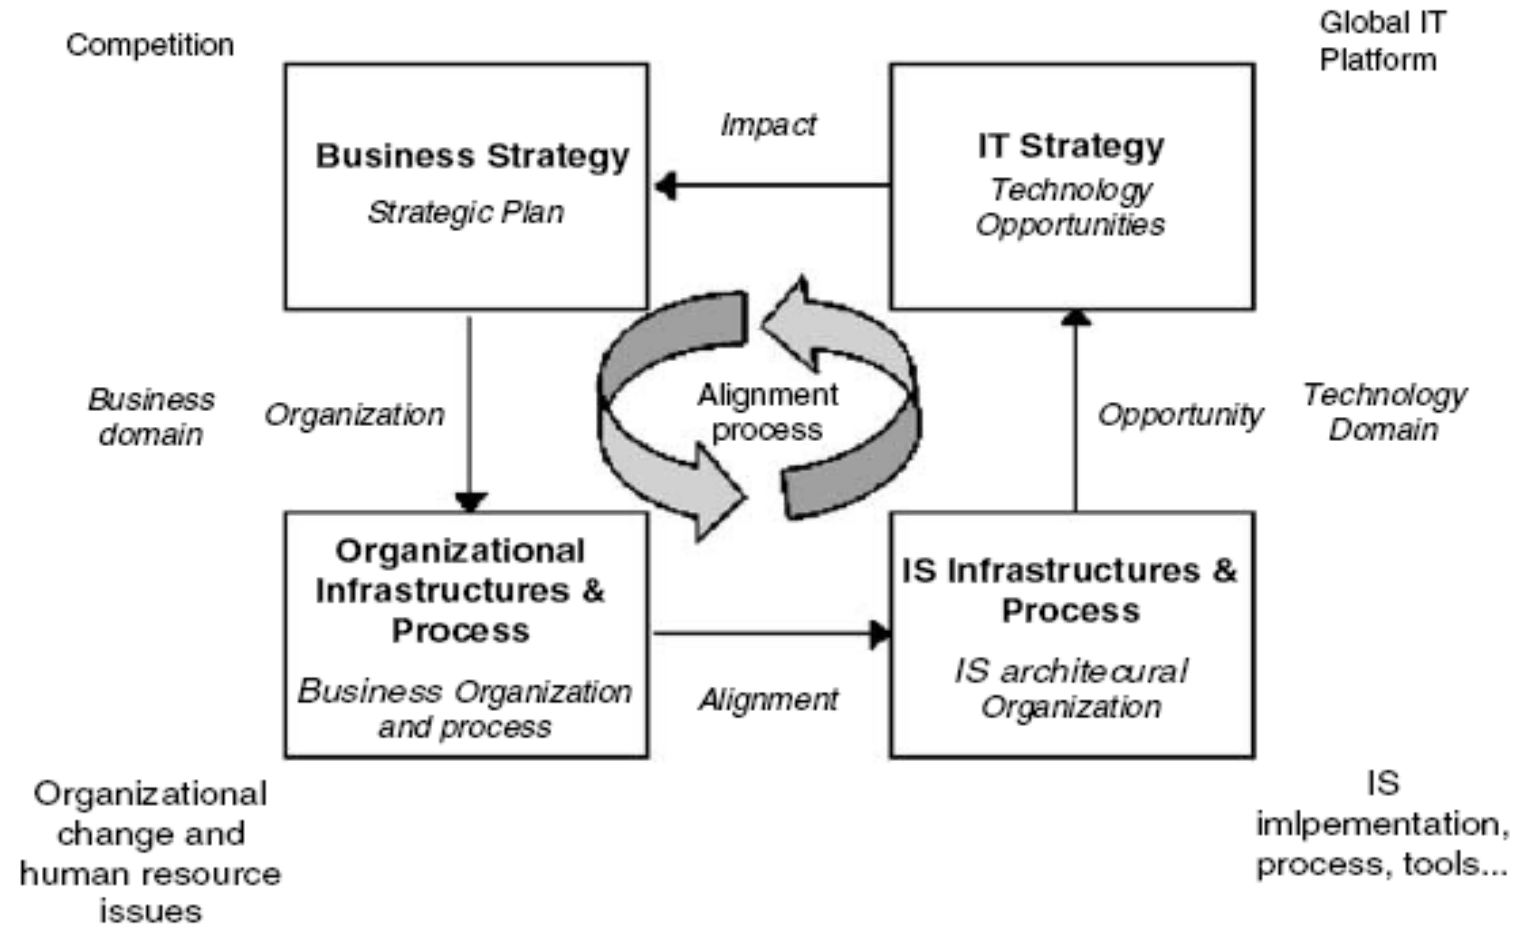 Competition
Global IT
Platform
Impact
Business Strategy
Strategic Plan
IT Strategy
Technology
Opportunities
Alignment
process
Business
domain
Organization
Opportunity
Technology
Domain
Organizational
Infrastructures &
Process
Business Organization
and process
Alignment
IS Infrastructures &
Process
IS architecural
Organization
Organizational
change and
human resource
issues
IS
imlpementation,
process, tools...